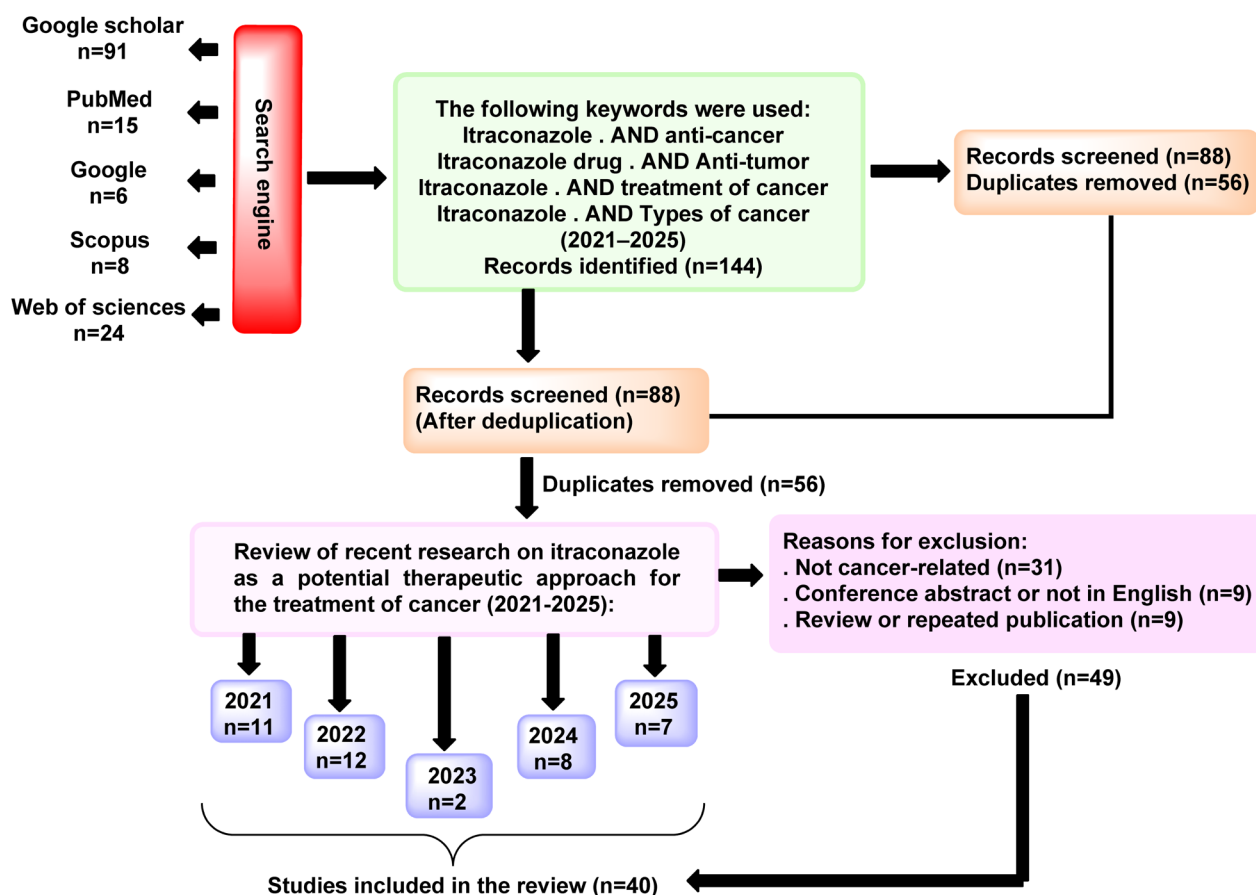 Google scholar
n=91
PubMed
n=15
Google
n=6
Scopus
n=8
Web of sciences
n=24
Search engine
The following keywords were used:
Itraconazole . AND anti-cancer
Itraconazole drug . AND Anti-tumor
Itraconazole . AND treatment of cancer
Itraconazole . AND Types of cancer
(2021–2025)
Records identified (n=144)
Records screened (n=88)
Duplicates removed (n=56)
Records screened (n=88)
(After deduplication)
Duplicates removed (n=56)
Review of recent research on itraconazole
as a potential therapeutic approach for
the treatment of cancer (2021-2025):
Reasons for exclusion:
. Not cancer-related (n=31)
. Conference abstract or not in English (n=9)
. Review or repeated publication (n=9)
Excluded (n=49)
2021
n=11
2022
n=12
2023
n=2
2024
n=8
2025
n=7
Studies included in the review (n=40)